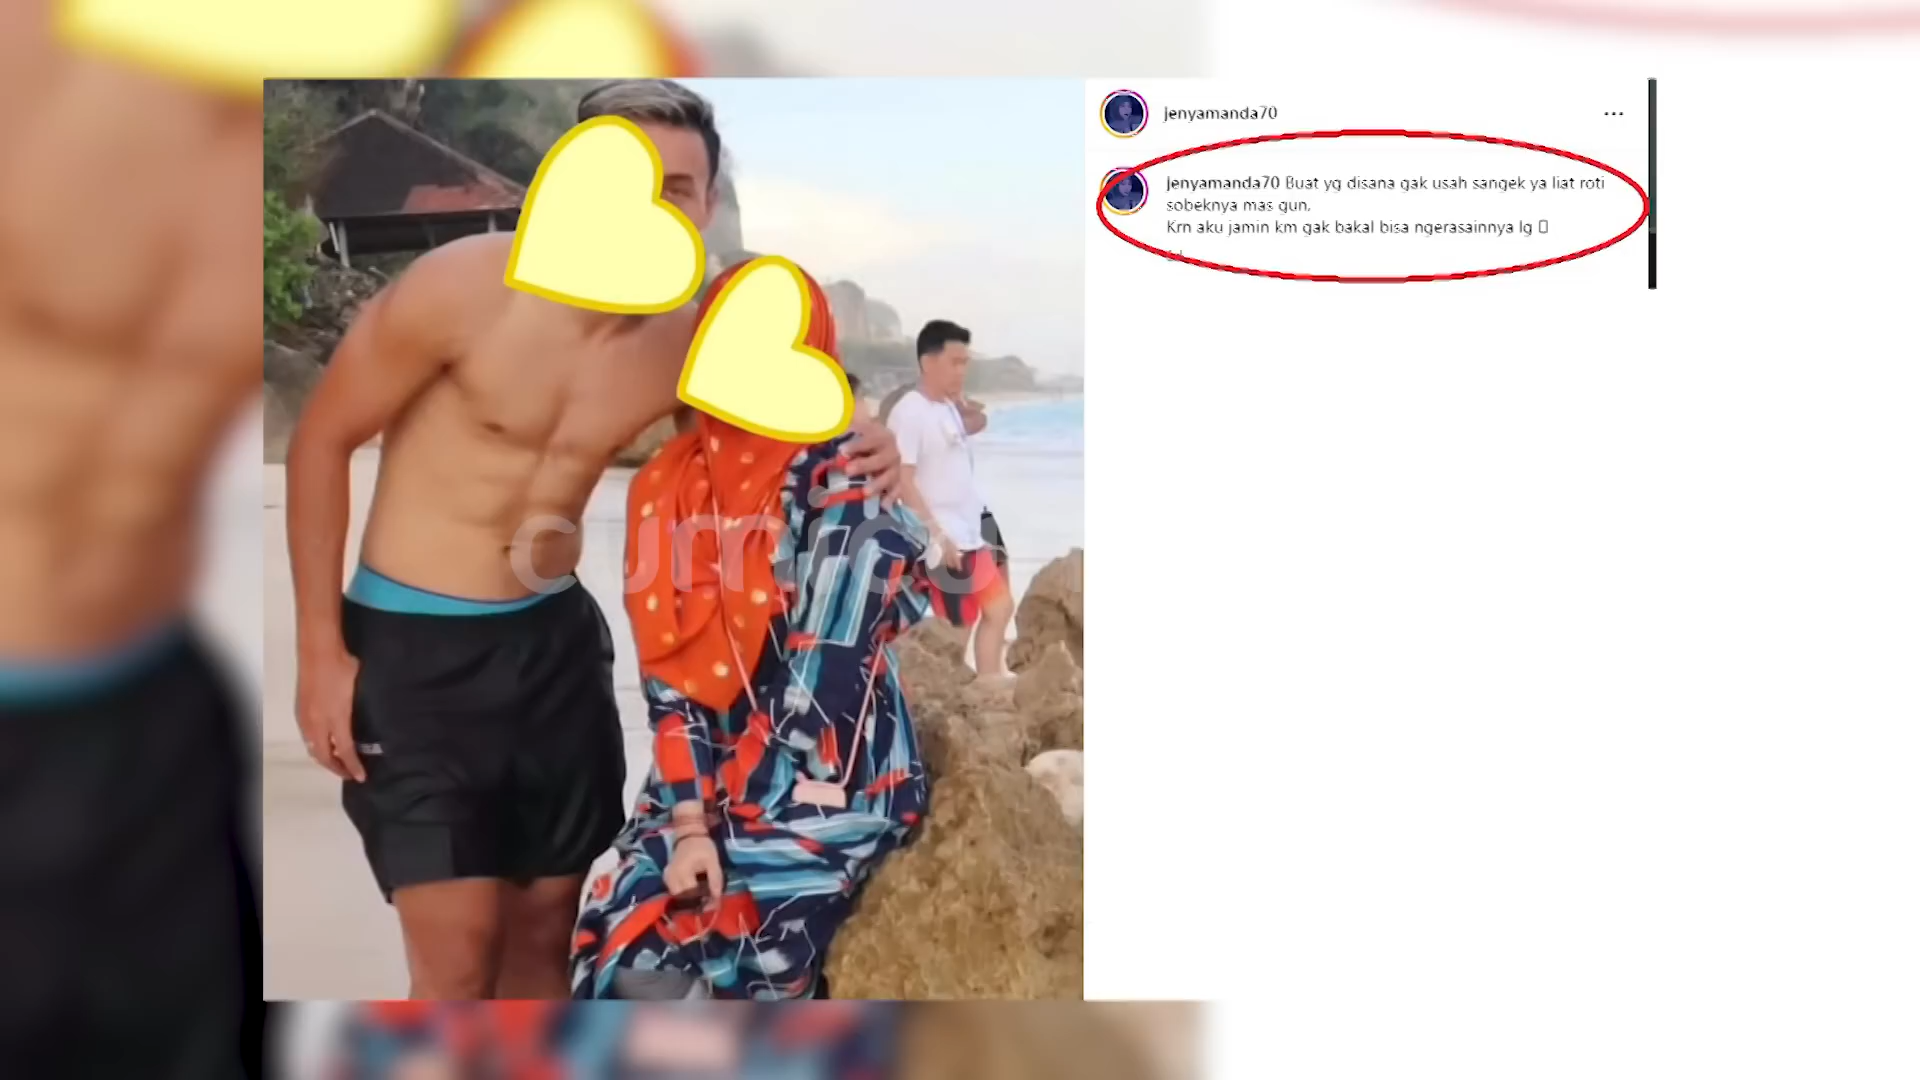 jenyamanda70
jenyamanda70 Buat yg disana gak usah sangek ya liat roti
sobeknya mas gun.
Krn aku jamin km gak bakal bisa ngerasainnya lg
cumicu